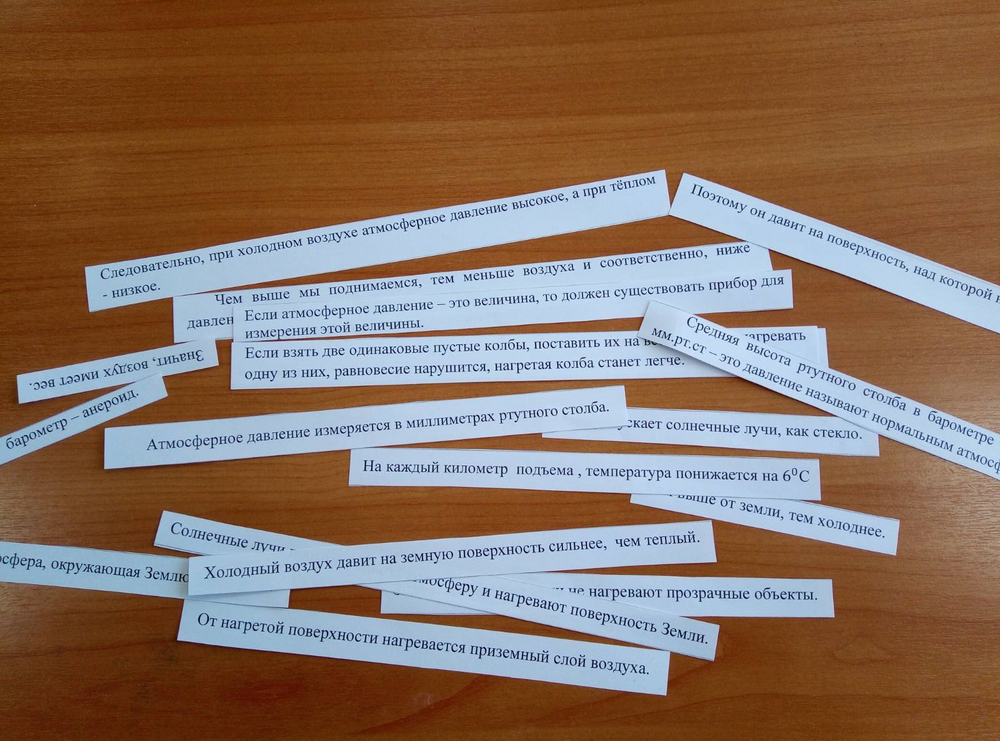 Следовательно, при холодном воздухе атмосферное давление высокое, а при тёплом
- низкое.
Поэтому он давит на поверхность, над которой
Чем выше мы поднимаемся, тем меньше воздуха и соответственно, ниже
Если атмосферное давление – это величина, то должен существовать прибор для
измерения этой величины.
Если взять две одинаковые пустые колбы, поставить их на нагревать
одну из них, равновесие нарушится, нагретая колба станет легче.
Средняя высота ртутного столба в барометре
мм.рт.ст – это давление называют нормальным
Значит, воздух имеет вес.
барометр – анероид.
Атмосферное давление измеряется в миллиметрах ртутного столба.
солнечные лучи, как стекло.
На каждый километр подъема , температура понижается на 6⁰С
выше от земли, тем холоднее.
Солнечные лучи
Холодный воздух давит на земную поверхность сильнее, чем теплый.
окружающая Землю
не нагревают прозрачные объекты.
и нагревают поверхность Земли.
От нагретой поверхности нагревается приземный слой воздуха.